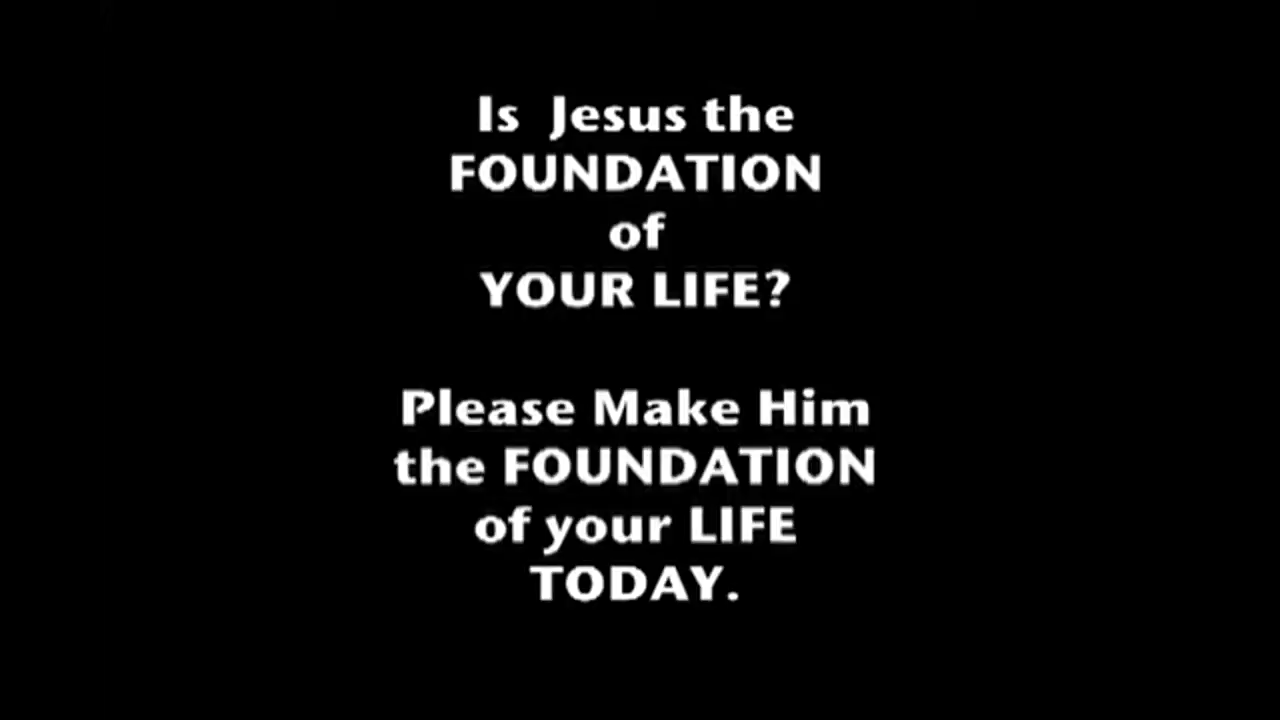 Is Jesus the
FOUNDATION
of
YOUR LIFE?
Please Make Him
the FOUNDATION
of your LIFE
TODAY.